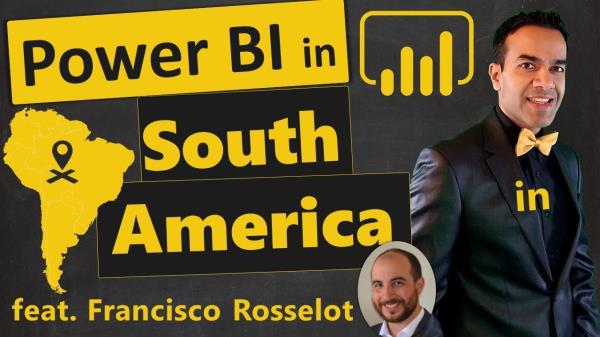 Power BI in
South
America
feat. Francisco Rosselot
in